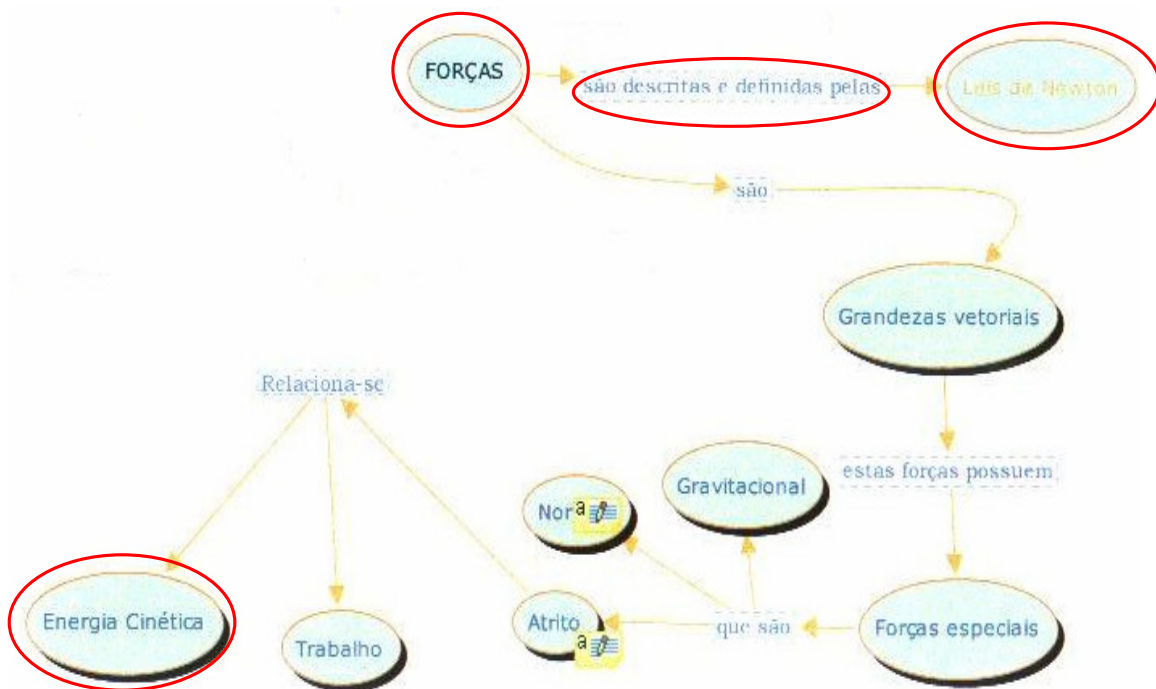 FORÇAS
são descritas e definidas pelas
Leis de Newton
são
Grandezas vetoriais
Relaciona-se
estas forças possuem
Gravitacional
Nor
a
Energia Cinética
Trabalho
Atrito
a
que são
Forças especiais